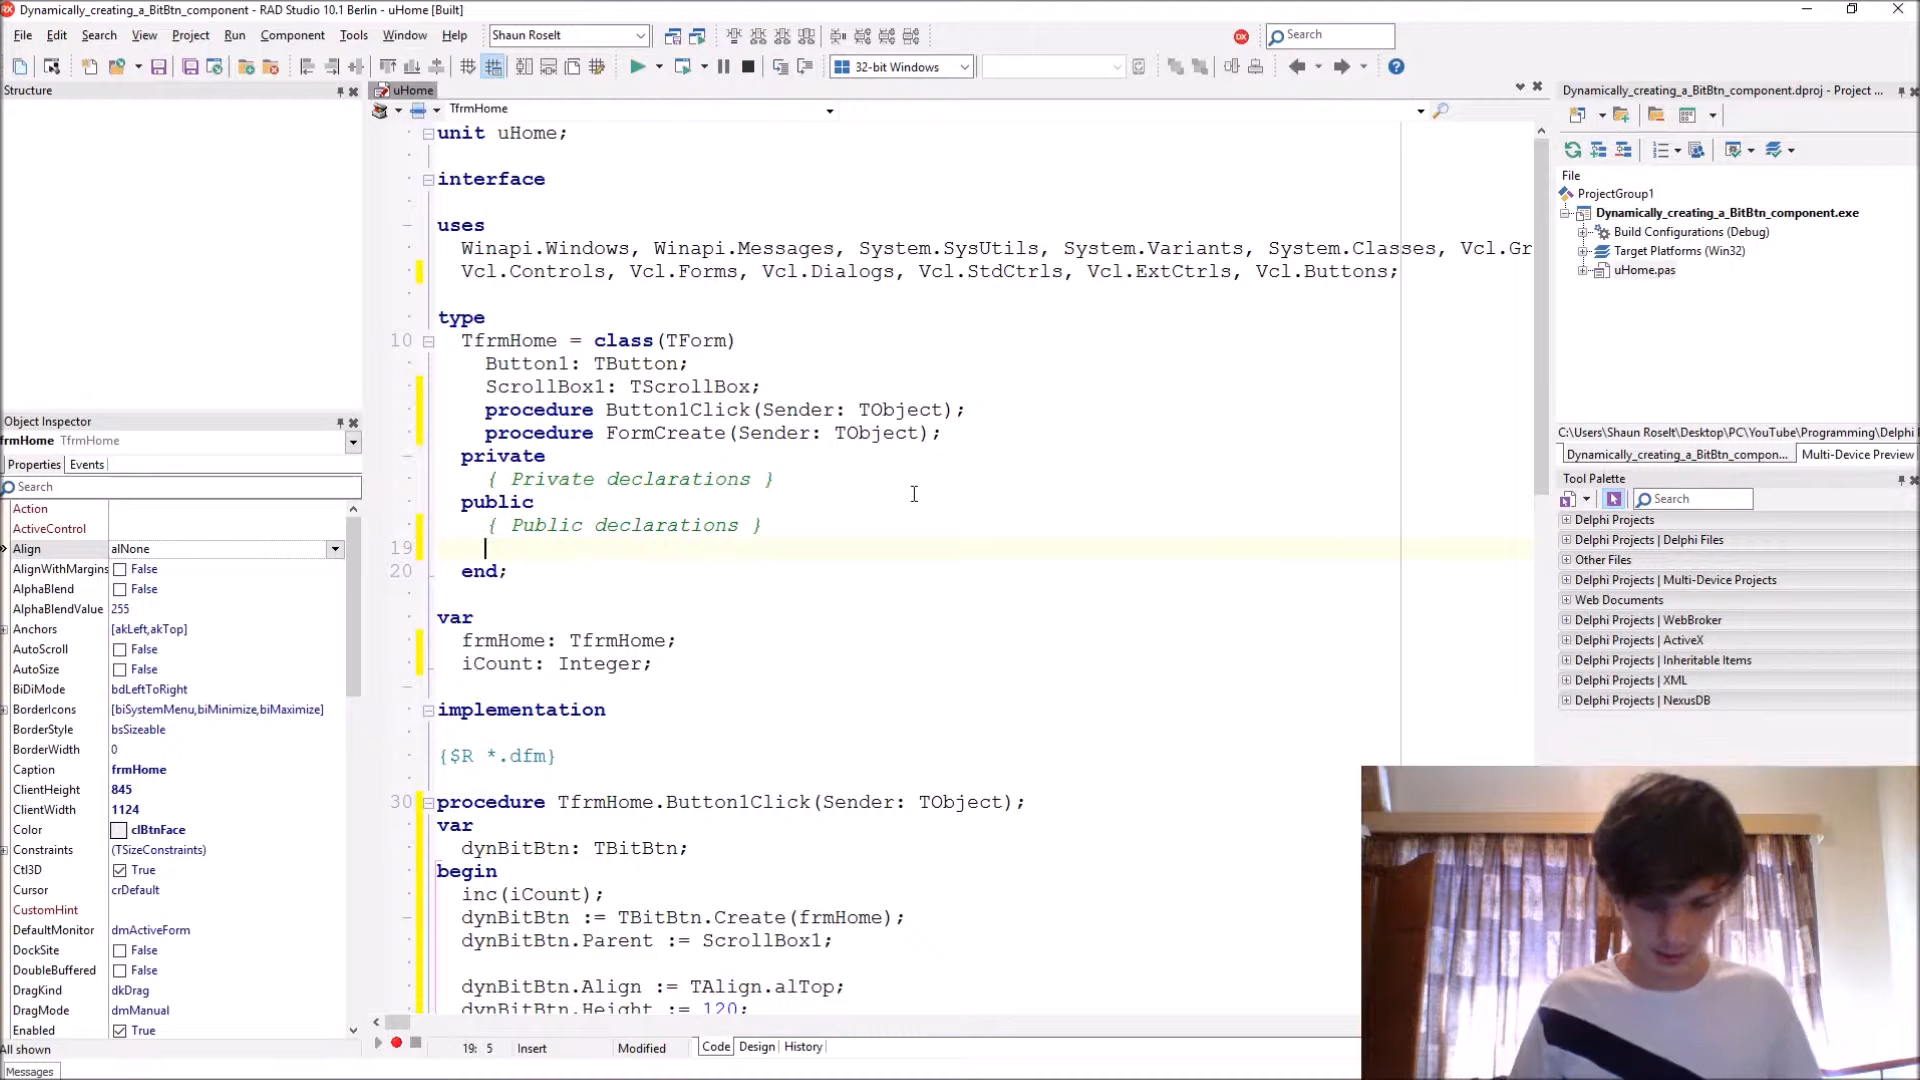 Dynamically_creating_a_BitBtn_component - RAD Studio 10.1 Berlin - uHome [Built]
File Edit Search View Project Run Component Tools Window Help Shaun Roselt Search
32-bit Windows
Structure
uHome
TfrmHome
unit uHome;
interface
uses
Winapi.Windows, Winapi.Messages, System.SysUtils, System.Variants, System.Classes, Vcl.Gr
Vcl.Controls, Vcl.Forms, Vcl.Dialogs, Vcl.StdCtrls, Vcl.ExtCtrls, Vcl.Buttons;
type
10 TfrmHome = class(TForm)
Button1: TButton;
ScrollBox1: TScrollBox;
procedure Button1Click(Sender: TObject);
procedure FormCreate(Sender: TObject);
private
{ Private declarations }
public
{ Public declarations }
19
20 end;
var
frmHome: TfrmHome;
iCount: Integer;
implementation
{$R *.dfm}
30 procedure TfrmHome.Button1Click(Sender: TObject);
var
dynBitBtn: TBitBtn;
begin
inc(iCount);
dynBitBtn := TBitBtn.Create(frmHome);
dynBitBtn.Parent := ScrollBox1;
dynBitBtn.Align := TAlign.alTop;
dynBitBtn.Height := 120;
19: 5 Insert Modified Code Design History
Object Inspector
frmHome TfrmHome
Properties Events
Search
Action
ActiveControl
Align alNone
AlignWithMargins False
AlphaBlend False
AlphaBlendValue 255
Anchors [akLeft,akTop]
AutoScroll False
AutoSize False
BiDiMode bdLeftToRight
BorderIcons [biSystemMenu,biMinimize,biMaximize]
BorderStyle bsSizeable
BorderWidth 0
Caption frmHome
ClientHeight 845
ClientWidth 1124
Color clBtnFace
Constraints (TSizeConstraints)
Ctl3D True
Cursor crDefault
CustomHint
DefaultMonitor dmActiveForm
DockSite False
DoubleBuffered False
DragKind dkDrag
DragMode dmManual
Enabled True
All shown
Messages
Dynamically_creating_a_BitBtn_component.dproj - Project ...
File
ProjectGroup1
Dynamically_creating_a_BitBtn_component.exe
Build Configurations (Debug)
Target Platforms (Win32)
uHome.pas
C:\Users\Shaun Roselt\Desktop\PC\YouTube\Programming\Delphi
Dynamically_creating_a_BitBtn_compon... Multi-Device Preview
Tool Palette
Search
Delphi Projects
Delphi Projects | Delphi Files
Other Files
Delphi Projects | Multi-Device Projects
Web Documents
Delphi Projects | WebBroker
Delphi Projects | ActiveX
Delphi Projects | Inheritable Items
Delphi Projects | XML
Delphi Projects | NexusDB